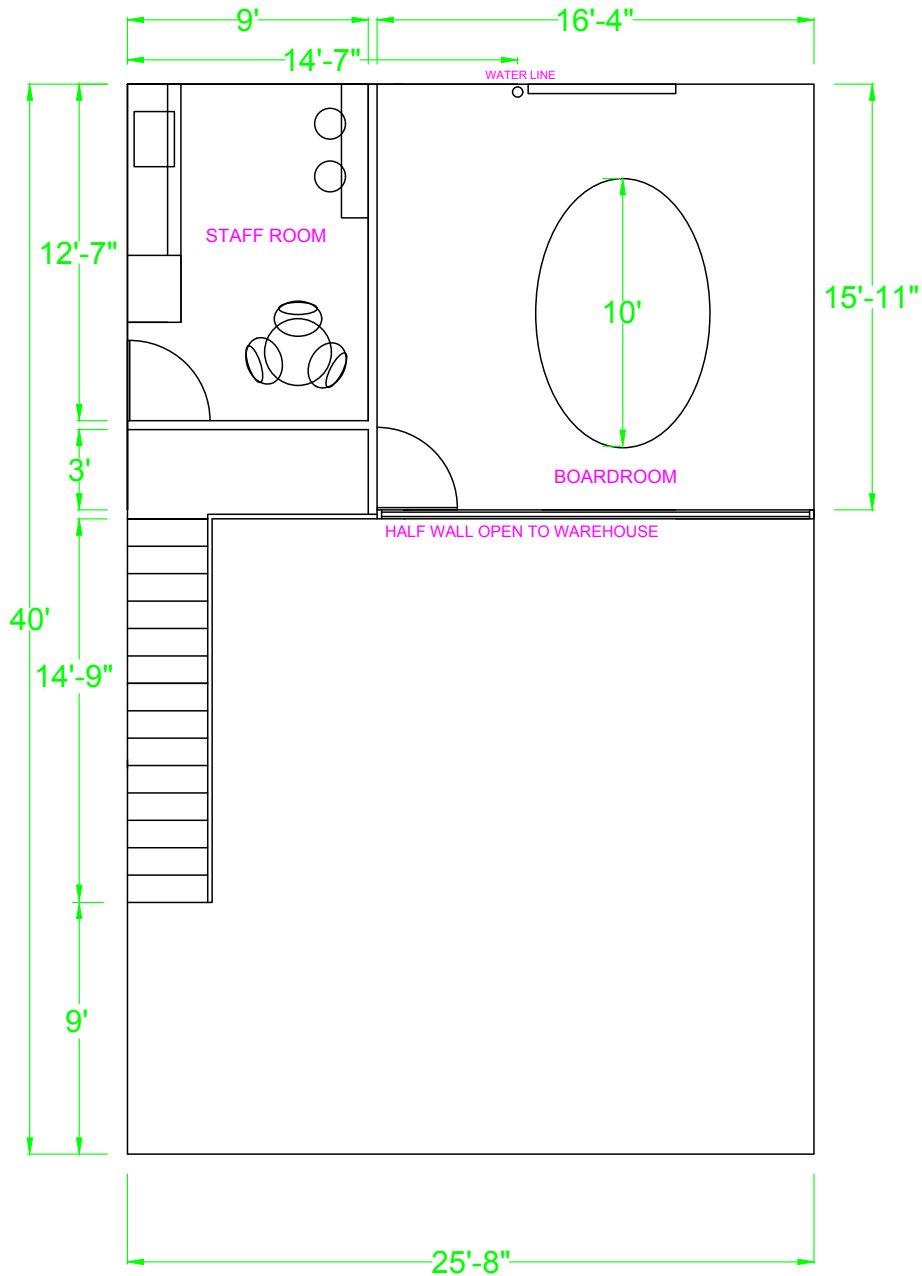 9'
16'-4"
14'-7"
WATER LINE
STAFF ROOM
12'-7"
15'-11"
10'
3'
BOARDROOM
HALF WALL OPEN TO WAREHOUSE
40'
14'-9"
9'
25'-8"